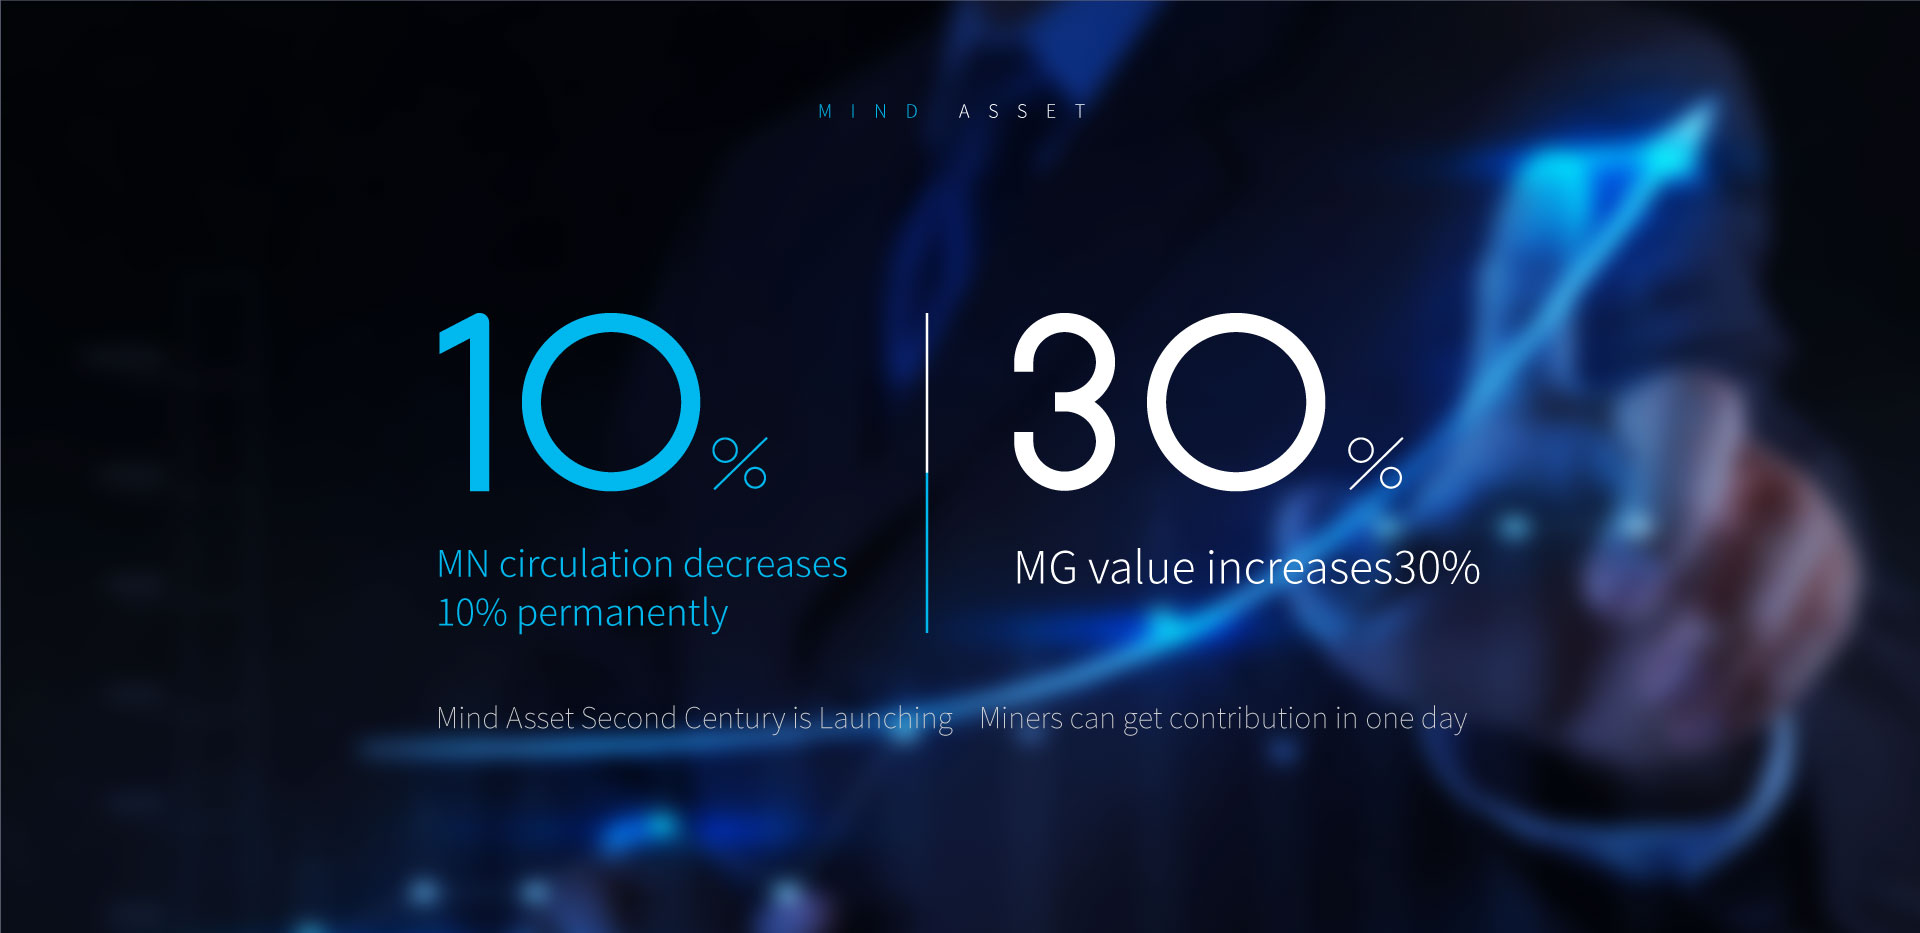 MIND ASSET
10%
MN circulation decreases
10% permanently
30%
MG value increases30%
Mind Asset Second Century is Launching
Miners can get contribution in one day